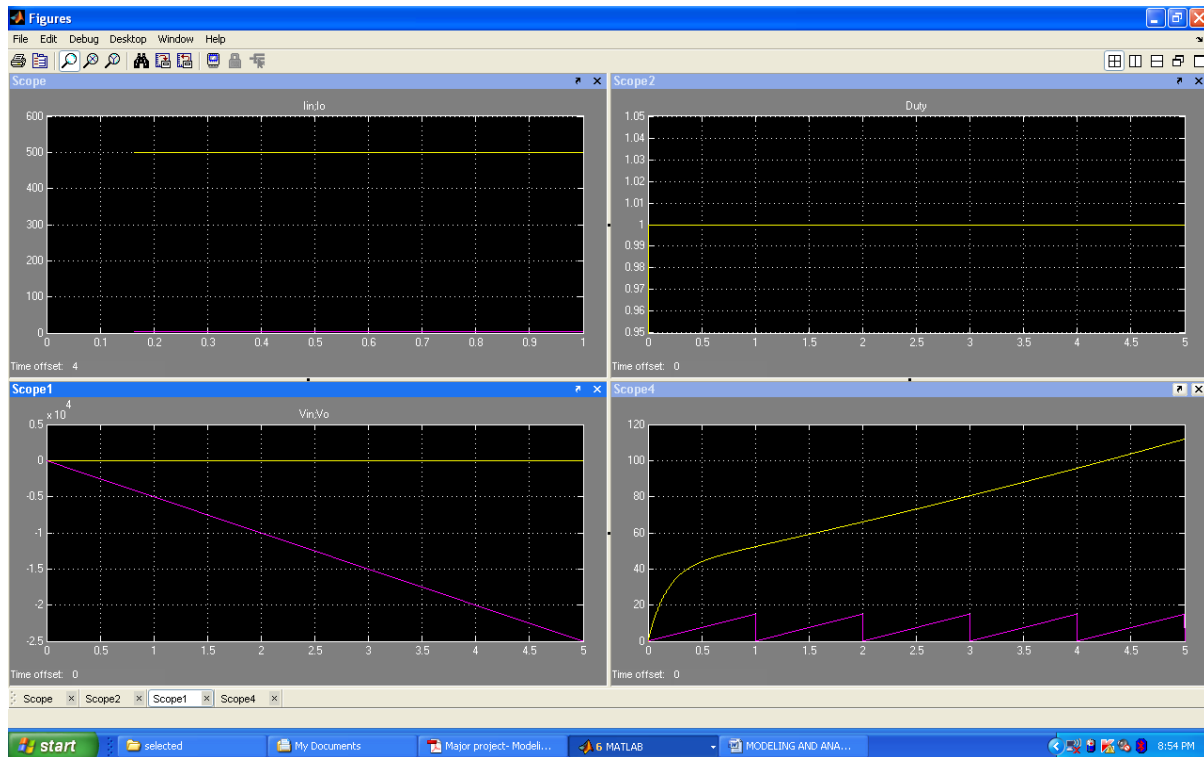 Figures
File Edit Debug Desktop Window Help
Scope
Iin;Io
600
500
400
300
200
100
0
0 0.1 0.2 0.3 0.4 0.5 0.6 0.7 0.8 0.9 1
Time offset: 4
Scope2
Duty
1.05
1.04
1.03
1.02
1.01
1
0.99
0.98
0.97
0.96
0.95
0 0.5 1 1.5 2 2.5 3 3.5 4 4.5 5
Time offset: 0
Scope1
x 10^4
Vin;Vo
0.5
0
-0.5
-1
-1.5
-2
-2.5
0 0.5 1 1.5 2 2.5 3 3.5 4 4.5 5
Time offset: 0
Scope4
120
100
80
60
40
20
0
0 0.5 1 1.5 2 2.5 3 3.5 4 4.5 5
Time offset: 0
Scope Scope2 Scope1 Scope4
start selected My Documents Major project- Modeli... 6 MATLAB MODELING AND ANA... 8:54 PM